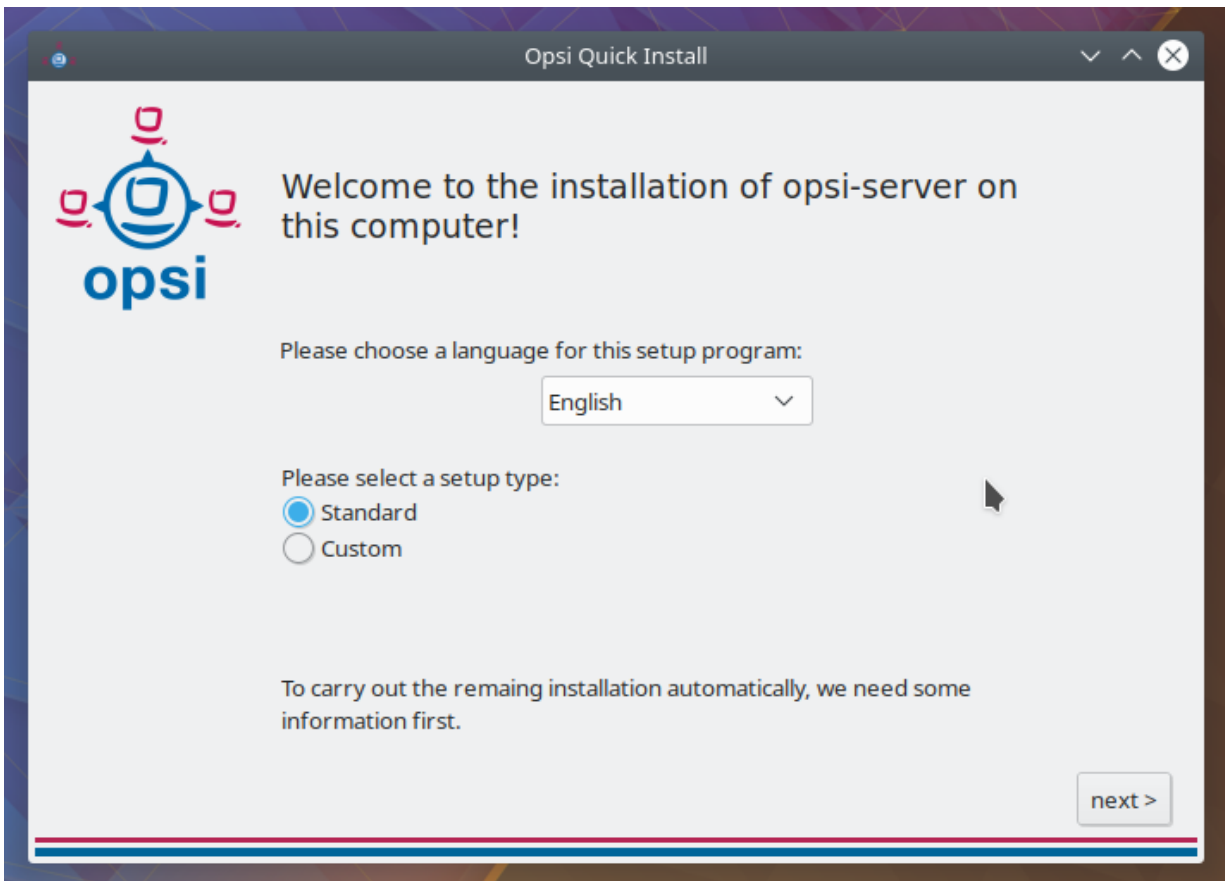 Opsi Quick Install
opsi
Welcome to the installation of opsi-server on
this computer!
Please choose a language for this setup program:
English
Please select a setup type:
Standard
Custom
To carry out the remaing installation automatically, we need some
information first.
next >